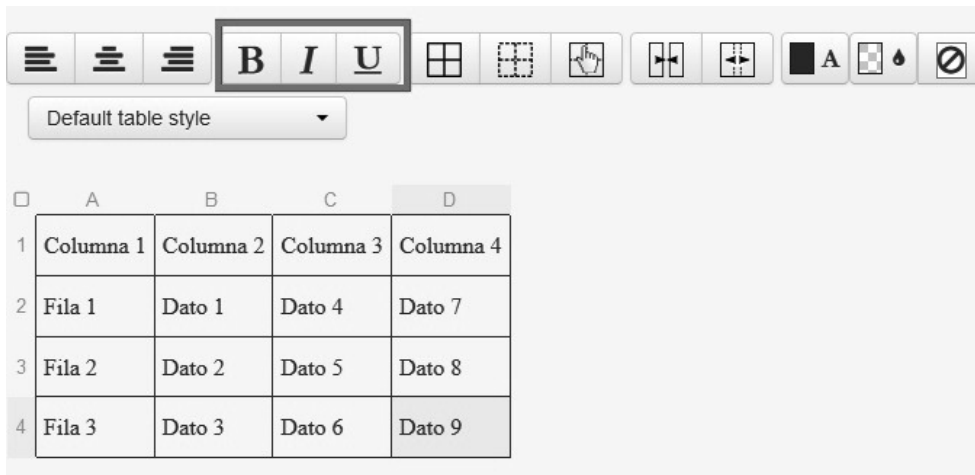 B I U A
Default table style
A B C D
1 Columna 1 Columna 2 Columna 3 Columna 4
2 Fila 1 Dato 1 Dato 4 Dato 7
3 Fila 2 Dato 2 Dato 5 Dato 8
4 Fila 3 Dato 3 Dato 6 Dato 9